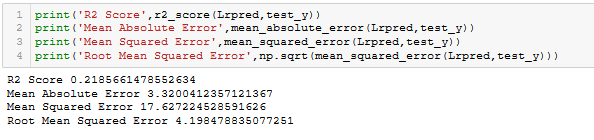 1 print('R2 Score',r2_score(Lrpred,test_y))
2 print('Mean Absolute Error',mean_absolute_error(Lrpred,test_y))
3 print('Mean Squared Error',mean_squared_error(Lrpred,test_y))
4 print('Root Mean Squared Error',np.sqrt(mean_squared_error(Lrpred,test_y)))
R2 Score 0.2185661478552634
Mean Absolute Error 3.3200412357121367
Mean Squared Error 17.627224528591626
Root Mean Squared Error 4.198478835077251